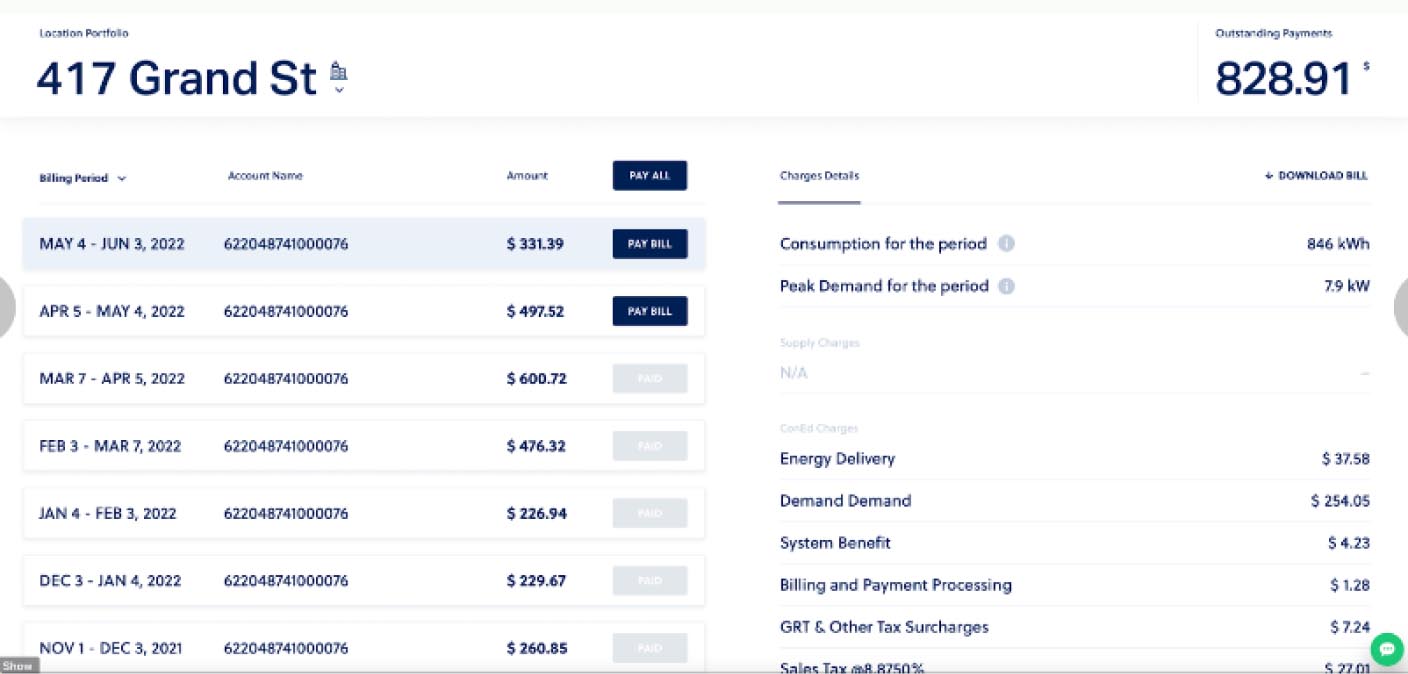 Location Portfolio
417 Grand St
Outstanding Payments
828.91 $
Billing Period Account Name Amount PAY ALL
MAY 4 - JUN 3, 2022 622048741000076 $ 331.39 PAY BILL
APR 5 - MAY 4, 2022 622048741000076 $ 497.52 PAY BILL
MAR 7 - APR 5, 2022 622048741000076 $ 600.72 PAID
FEB 3 - MAR 7, 2022 622048741000076 $ 476.32 PAID
JAN 4 - FEB 3, 2022 622048741000076 $ 226.94 PAID
DEC 3 - JAN 4, 2022 622048741000076 $ 229.67 PAID
NOV 1 - DEC 3, 2021 622048741000076 $ 260.85 PAID
Show
Charges Details DOWNLOAD BILL
Consumption for the period 846 kWh
Peak Demand for the period 7.9 kW
Supply Charges
N/A –
ConEd Charges
Energy Delivery $ 37.58
Demand Demand $ 254.05
System Benefit $ 4.23
Billing and Payment Processing $ 1.28
GRT & Other Tax Surcharges $ 7.24
Sales Tax @8.8750% $ 27.01